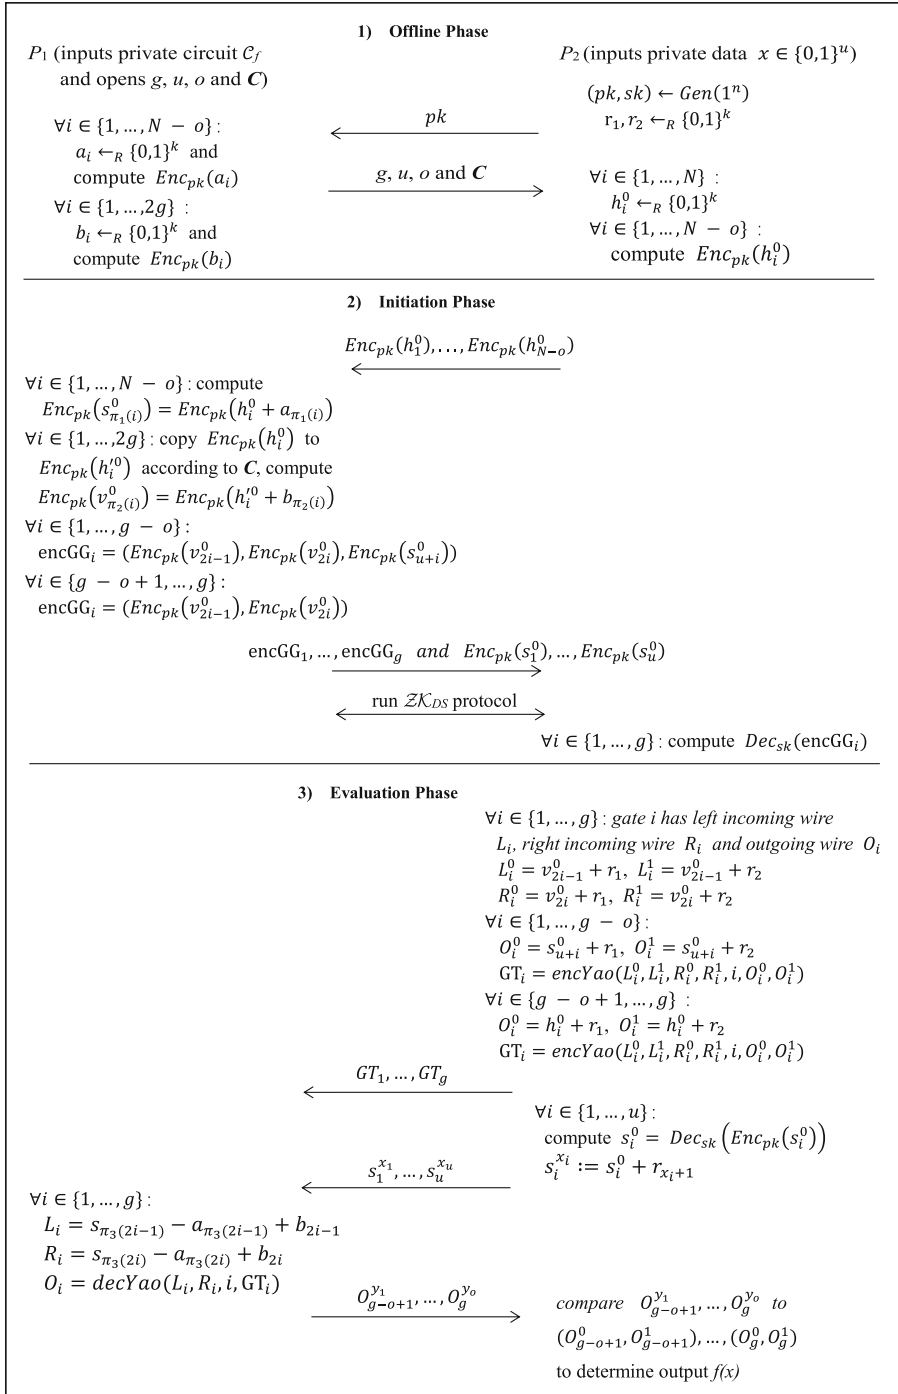 1) Offline Phase
P₁ (inputs private circuit 𝒞_f
and opens g, u, o and C)
P₂ (inputs private data x ∈ {0,1}ᵘ)
(pk, sk) ← Gen(1ⁿ)
r₁, r₂ ←_R {0,1}ᵏ
pk
∀i ∈ {1, …, N − o} :
a_i ←_R {0,1}ᵏ and
compute Enc_pk(a_i)
∀i ∈ {1, …,2g} :
b_i ←_R {0,1}ᵏ and
compute Enc_pk(b_i)
g, u, o and C
∀i ∈ {1, …, N} :
h_i^0 ←_R {0,1}ᵏ
∀i ∈ {1, …, N − o} :
compute Enc_pk(h_i^0)
2) Initiation Phase
Enc_pk(h_1^0), …, Enc_pk(h_{N−o}^0)
∀i ∈ {1, …, N − o} : compute
Enc_pk(s_{π₁(i)}^0) = Enc_pk(h_i^0 + a_{π₁(i)})
∀i ∈ {1, …,2g} : copy Enc_pk(h_i^0) to
Enc_pk(h_i^{′0}) according to C, compute
Enc_pk(v_{π₂(i)}^0) = Enc_pk(h_i^{′0} + b_{π₂(i)})
∀i ∈ {1, …, g − o} :
encGG_i = (Enc_pk(v_{2i−1}^0), Enc_pk(v_{2i}^0), Enc_pk(s_{u+i}^0))
∀i ∈ {g − o + 1, …, g} :
encGG_i = (Enc_pk(v_{2i−1}^0), Enc_pk(v_{2i}^0))
encGG₁, …, encGG_g and Enc_pk(s_1^0), …, Enc_pk(s_u^0)
run 𝒵𝒦_DS protocol
∀i ∈ {1, …, g} : compute Dec_sk(encGG_i)
3) Evaluation Phase
∀i ∈ {1, …, g} : gate i has left incoming wire
L_i, right incoming wire R_i and outgoing wire O_i
L_i^0 = v_{2i−1}^0 + r₁, L_i^1 = v_{2i−1}^0 + r₂
R_i^0 = v_{2i}^0 + r₁, R_i^1 = v_{2i}^0 + r₂
∀i ∈ {1, …, g − o} :
O_i^0 = s_{u+i}^0 + r₁, O_i^1 = s_{u+i}^0 + r₂
GT_i = encYao(L_i^0, L_i^1, R_i^0, R_i^1, i, O_i^0, O_i^1)
∀i ∈ {g − o + 1, …, g} :
O_i^0 = h_i^0 + r₁, O_i^1 = h_i^0 + r₂
GT_i = encYao(L_i^0, L_i^1, R_i^0, R_i^1, i, O_i^0, O_i^1)
GT₁, …, GT_g
∀i ∈ {1, …, u} :
compute s_i^0 = Dec_sk(Enc_pk(s_i^0))
s_i^{x_i} := s_i^0 + r_{x_i+1}
s_1^{x_1}, …, s_u^{x_u}
∀i ∈ {1, …, g} :
L_i = s_{π₃(2i−1)} − a_{π₃(2i−1)} + b_{2i−1}
R_i = s_{π₃(2i)} − a_{π₃(2i)} + b_{2i}
O_i = decYao(L_i, R_i, i, GT_i)
O_{g−o+1}^{y_1}, …, O_g^{y_o}
compare O_{g−o+1}^{y_1}, …, O_g^{y_o} to
(O_{g−o+1}^0, O_{g−o+1}^1), …, (O_g^0, O_g^1)
to determine output f(x)